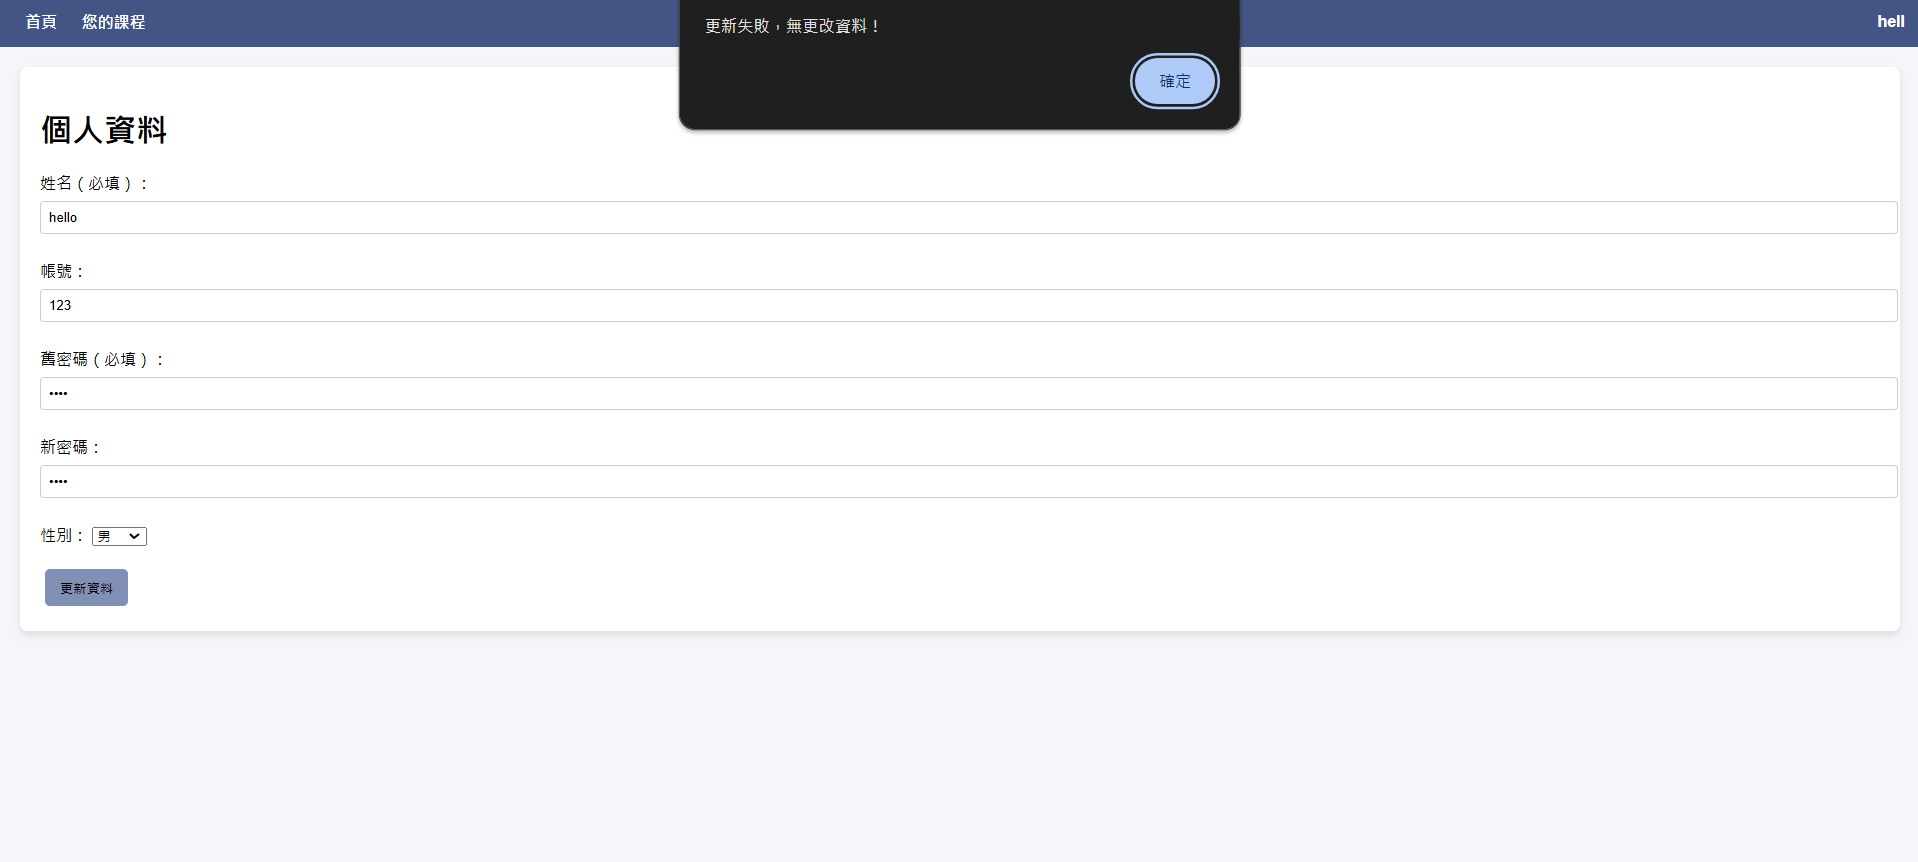 首頁 您的課程 hell
更新失敗，無更改資料！
確定
個人資料
姓名（必填）：
hello
帳號：
123
舊密碼（必填）：
••••
新密碼：
••••
性別： 男
更新資料